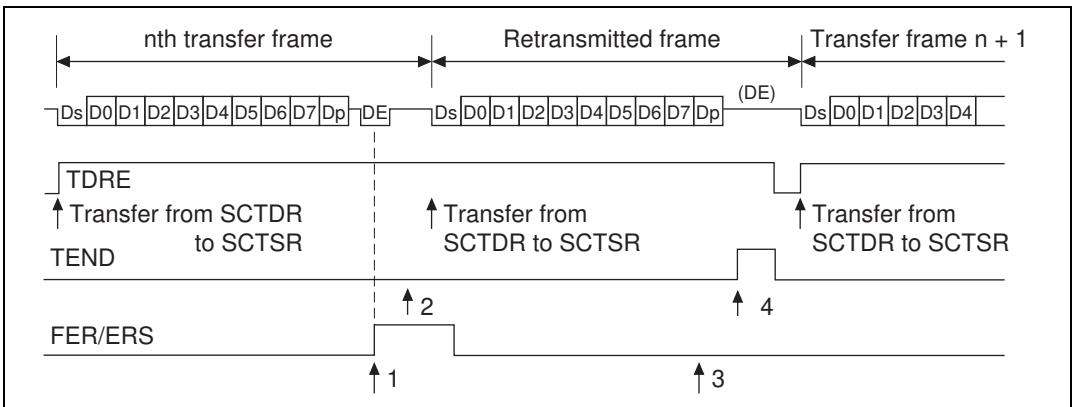 nth transfer frame Retransmitted frame Transfer frame n + 1
(DE)
Ds D0 D1 D2 D3 D4 D5 D6 D7 Dp DE Ds D0 D1 D2 D3 D4 D5 D6 D7 Dp Ds D0 D1 D2 D3 D4
TDRE
Transfer from SCTDR
to SCTSR
Transfer from
SCTDR to SCTSR
Transfer from
SCTDR to SCTSR
TEND
2
4
FER/ERS
1
3